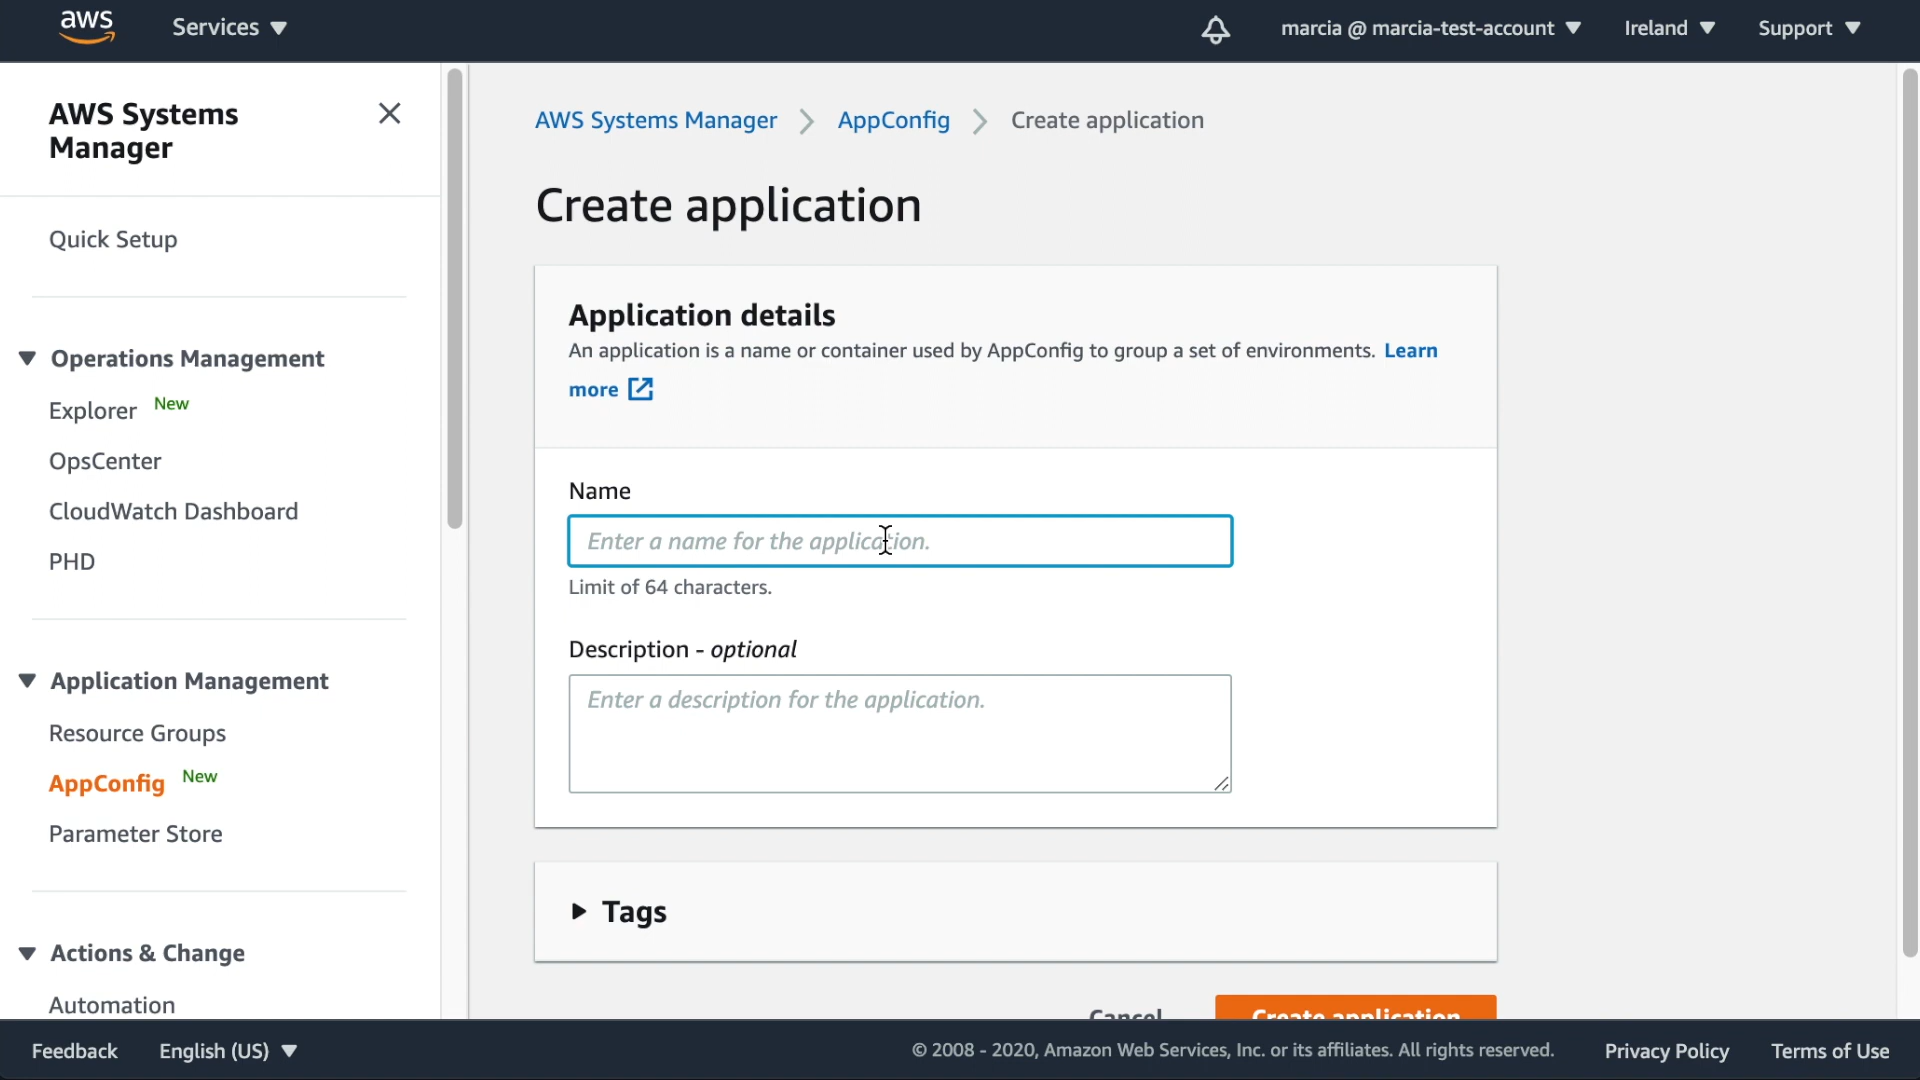 aws
Services
marcia @ marcia-test-account
Ireland
Support
AWS Systems
Manager
Quick Setup
Operations Management
Explorer New
OpsCenter
CloudWatch Dashboard
PHD
Application Management
Resource Groups
AppConfig New
Parameter Store
Actions & Change
Automation
AWS Systems Manager > AppConfig > Create application
Create application
Application details
An application is a name or container used by AppConfig to group a set of environments. Learn
more
Name
Enter a name for the application.
Limit of 64 characters.
Description - optional
Enter a description for the application.
Tags
Cancel
Create application
Feedback
English (US)
© 2008 - 2020, Amazon Web Services, Inc. or its affiliates. All rights reserved.
Privacy Policy
Terms of Use